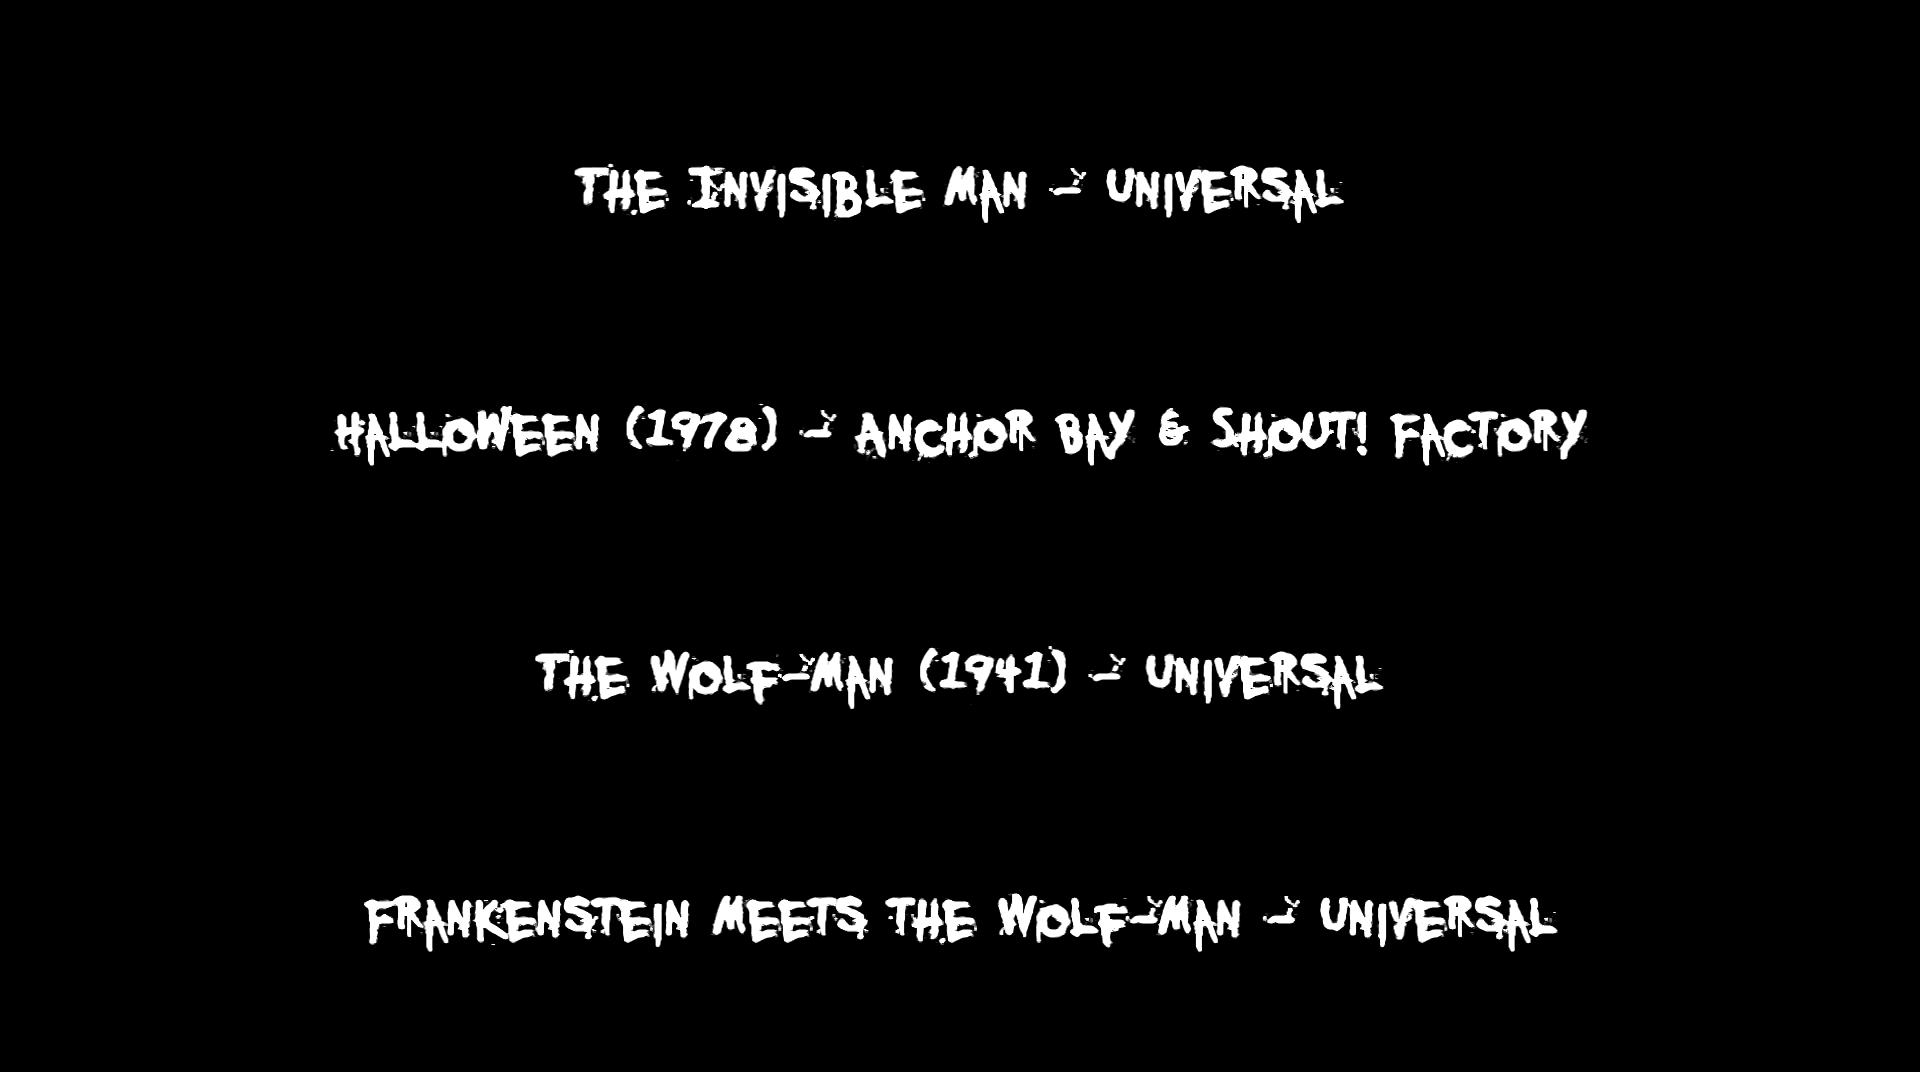 The Invisible Man - Universal
Halloween (1978) - Anchor Bay & Shout! Factory
The Wolf-Man (1941) - Universal
Frankenstein Meets The Wolf-Man - Universal